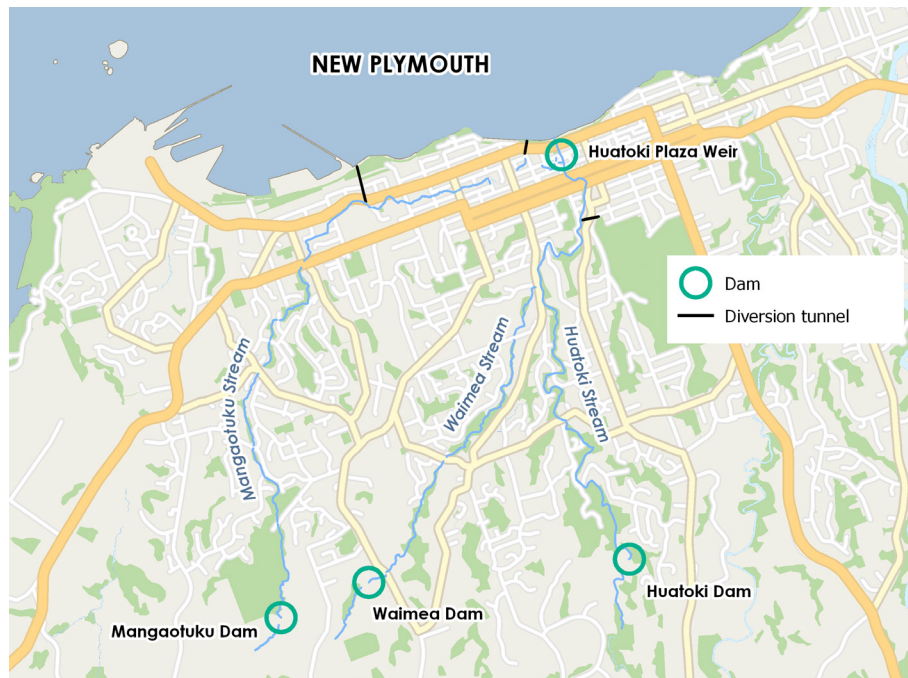 NEW PLYMOUTH
Huatoki Plaza Weir
Dam
Diversion tunnel
Mangaotuku Stream
Waimea Stream
Huatoki Stream
Huatoki Dam
Waimea Dam
Mangaotuku Dam